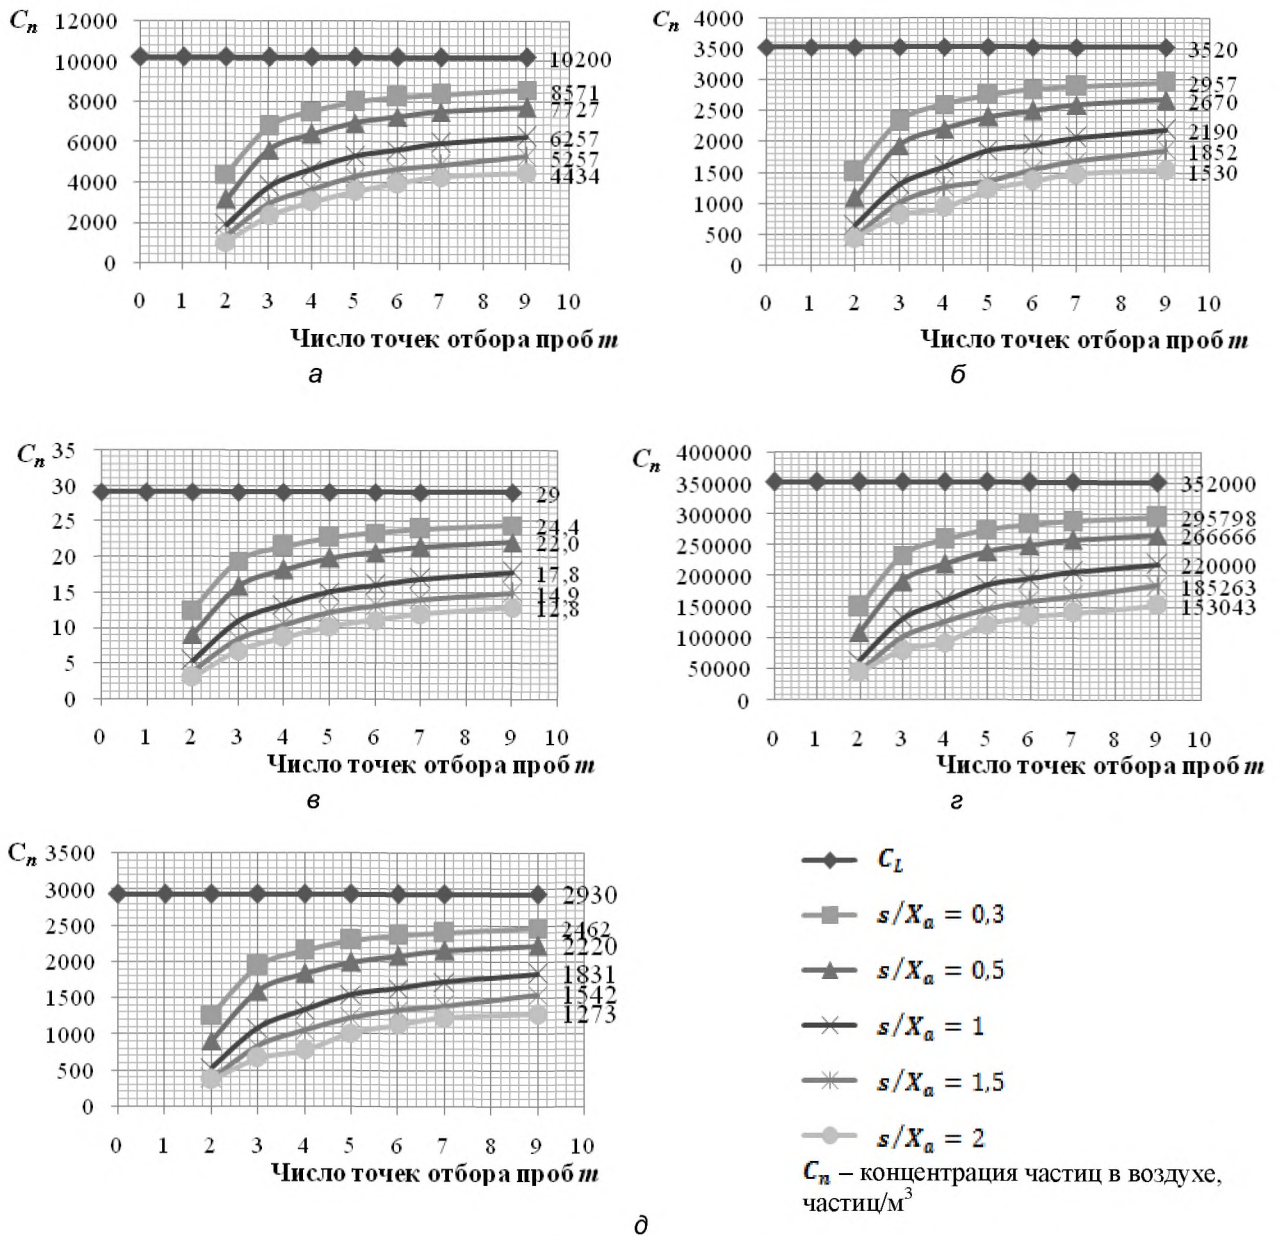 Cn 12000
10000
8000
6000
4000
2000
0
10200
8571
7727
6257
5257
4434
0 1 2 3 4 5 6 7 8 9 10
Число точек отбора проб m
а
Cn 4000
3500
3000
2500
2000
1500
1000
500
0
3520
2957
2670
2190
1852
1530
0 1 2 3 4 5 6 7 8 9 10
Число точек отбора проб m
б
Cn 35
30
25
20
15
10
5
0
29
24,4
22,0
17,8
14,9
12,8
0 1 2 3 4 5 6 7 8 9 10
Число точек отбора проб m
в
Cn 400000
350000
300000
250000
200000
150000
100000
50000
0
352000
295798
266666
220000
185263
153043
0 1 2 3 4 5 6 7 8 9 10
Число точек отбора проб m
г
Cn 3500
3000
2500
2000
1500
1000
500
0
2930
2462
2220
1831
1542
1273
0 1 2 3 4 5 6 7 8 9 10
Число точек отбора проб m
C_L
s/Xa = 0,3
s/Xa = 0,5
s/Xa = 1
s/Xa = 1,5
s/Xa = 2
Cn – концентрация частиц в воздухе,
частиц/м³
д